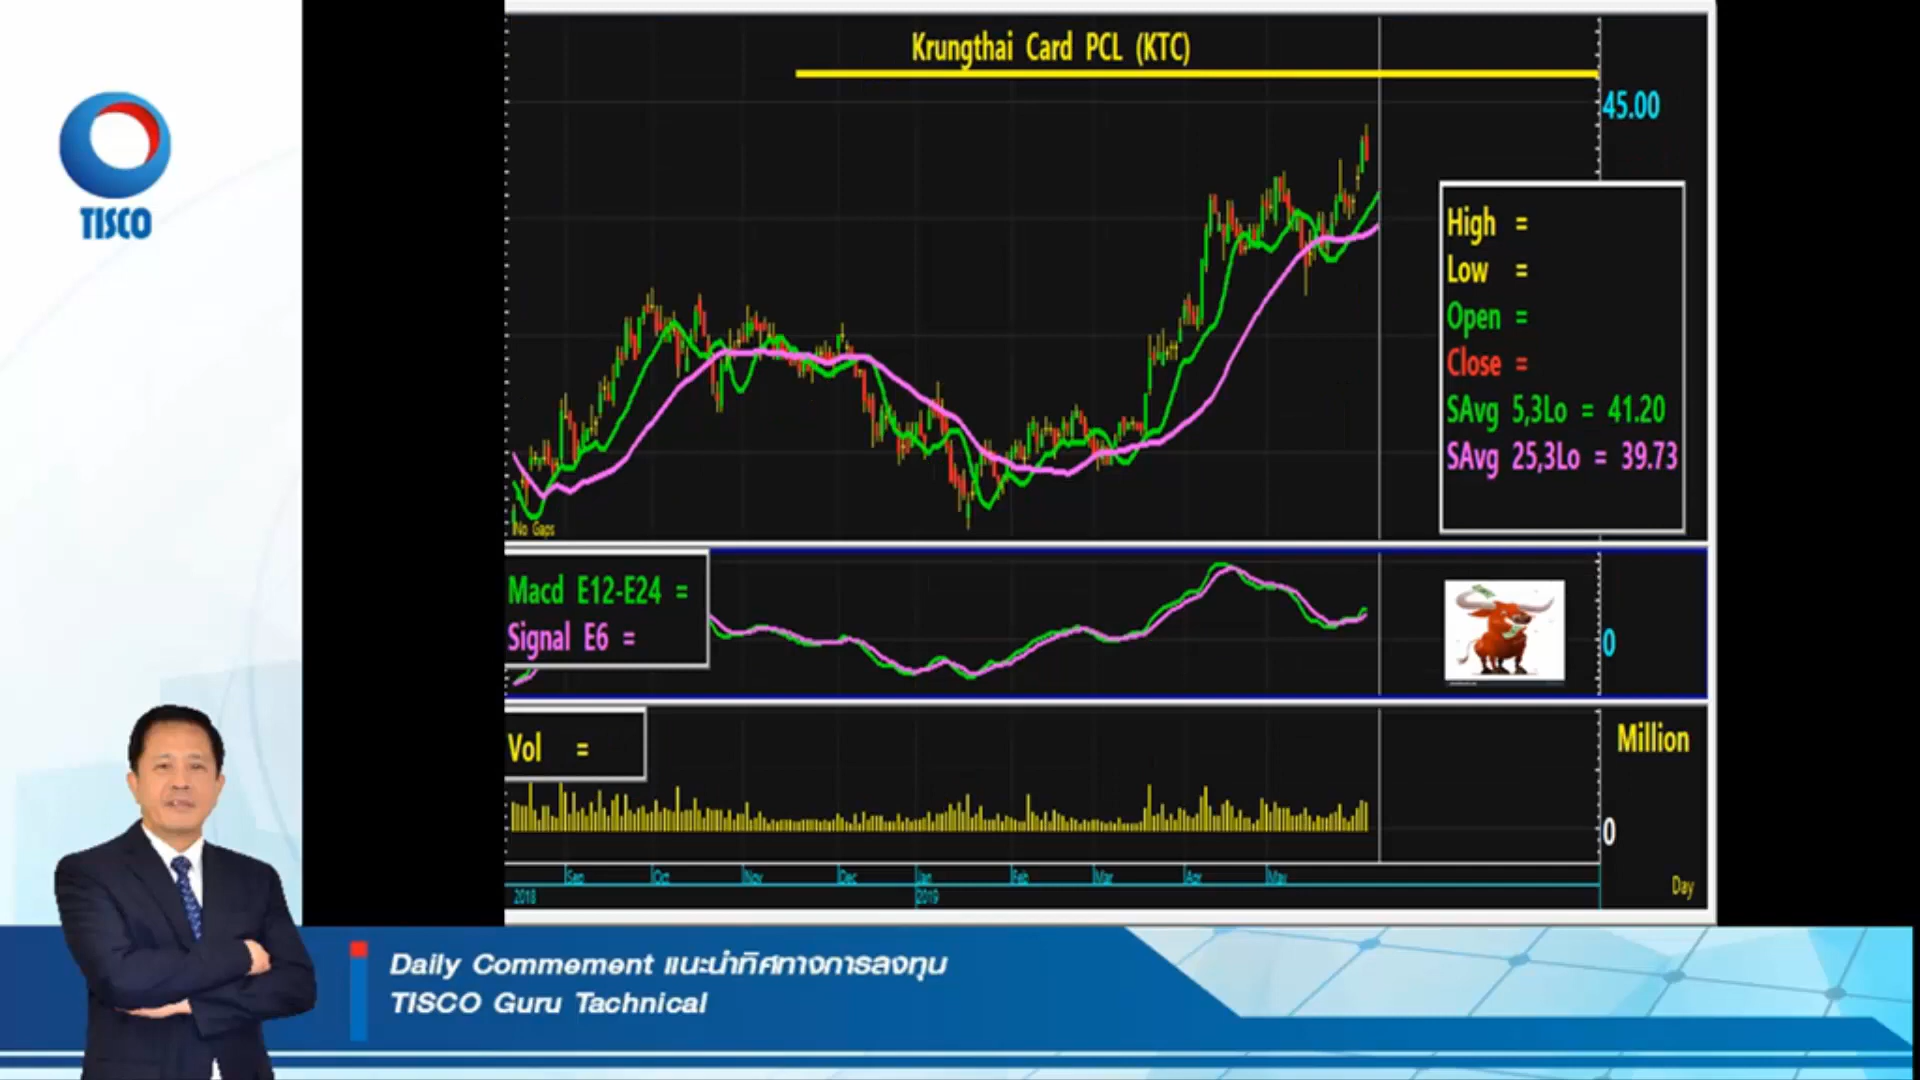 TISCO
Krungthai Card PCL (KTC)
45.00
High =
Low =
Open =
Close =
SAvg 5,3Lo = 41.20
SAvg 25,3Lo = 39.73
No Gaps
Macd E12-E24 =
Signal E6 =
0
Vol =
Million
0
Sep Oct Nov Dec Jan Feb Mar Apr May
2018 2019
Day
Daily Commement แนะนำทิศทางการลงทุน
TISCO Guru Tachnical